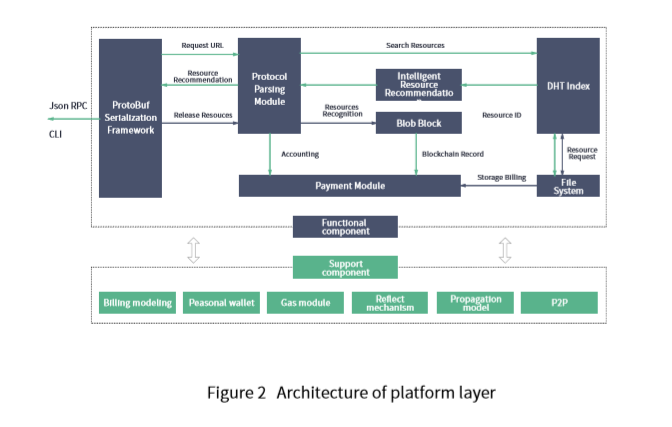 Request URL
Search Resources
Resource
Recommendation
Protocol
Parsing
Module
Intelligent
Resource
Recommendatio
DHT Index
Json RPC
CLI
ProtoBuf
Serialization
Framework
Release Resouces
Resources
Recognition
Blob Block
Resource ID
Accounting
Blockchain Record
Resource
Request
Payment Module
Storage Billing
File
System
Functional
component
Support
component
Billing modeling
Peasonal wallet
Gas module
Reflect
mechanism
Propagation
model
P2P
Figure 2 Architecture of platform layer